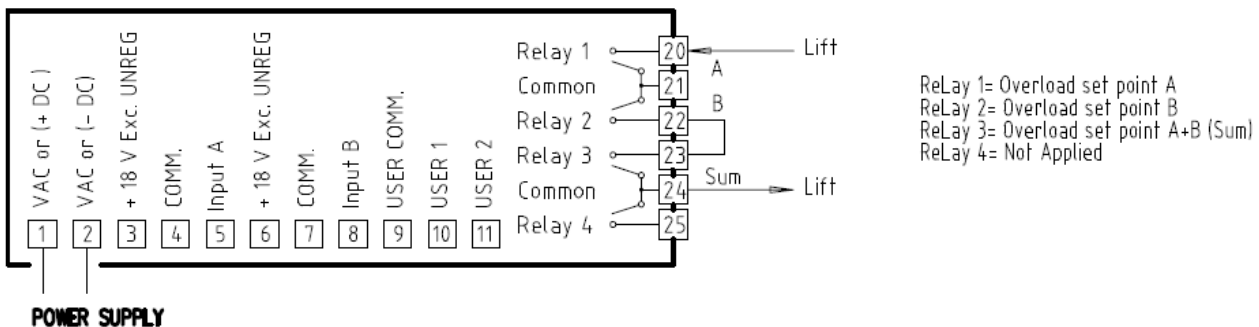 VAC or (+ DC )
VAC or (- DC)
+ 18 V Exc. UNREG
COMM.
Input A
+ 18 V Exc. UNREG
COMM.
Input B
USER COMM.
USER 1
USER 2
1
2
3
4
5
6
7
8
9
10
11
POWER SUPPLY
Relay 1
20
Lift
A
Common
21
B
Relay 2
22
Relay 3
23
Sum
Common
24
Lift
Relay 4
25
ReLay 1= Overload set point A
ReLay 2= Overload set point B
ReLay 3= Overload set point A+B (Sum)
ReLay 4= Not Applied